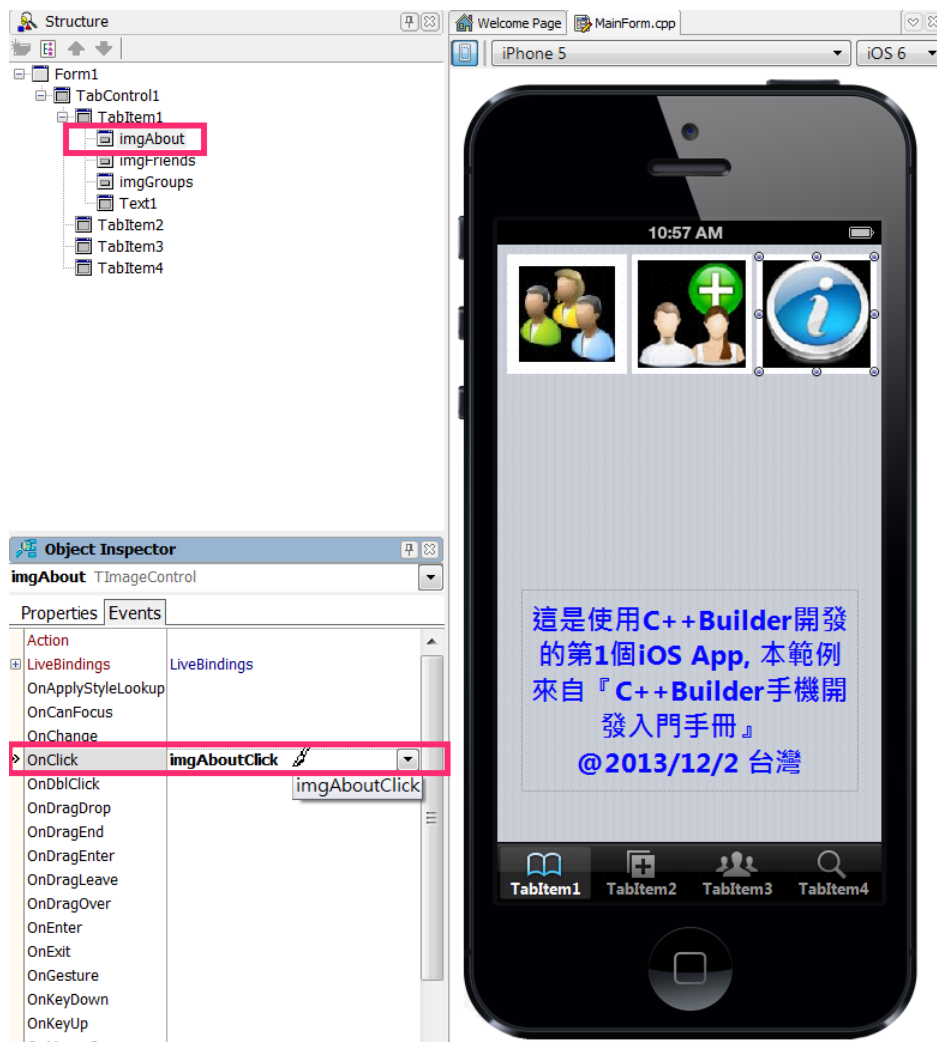 Structure
Form1
TabControl1
TabItem1
imgAbout
imgFriends
imgGroups
Text1
TabItem2
TabItem3
TabItem4
Object Inspector
imgAbout TImageControl
Properties Events
Action
LiveBindings LiveBindings
OnApplyStyleLookup
OnCanFocus
OnChange
OnClick imgAboutClick
imgAboutClick
OnDblClick
OnDragDrop
OnDragEnd
OnDragEnter
OnDragLeave
OnDragOver
OnEnter
OnExit
OnGesture
OnKeyDown
OnKeyUp
Welcome Page MainForm.cpp
iPhone 5 iOS 6
10:57 AM
這是使用C++Builder開發
的第1個iOS App, 本範例
來自『C++Builder手機開
發入門手冊』
@2013/12/2 台灣
TabItem1 TabItem2 TabItem3 TabItem4